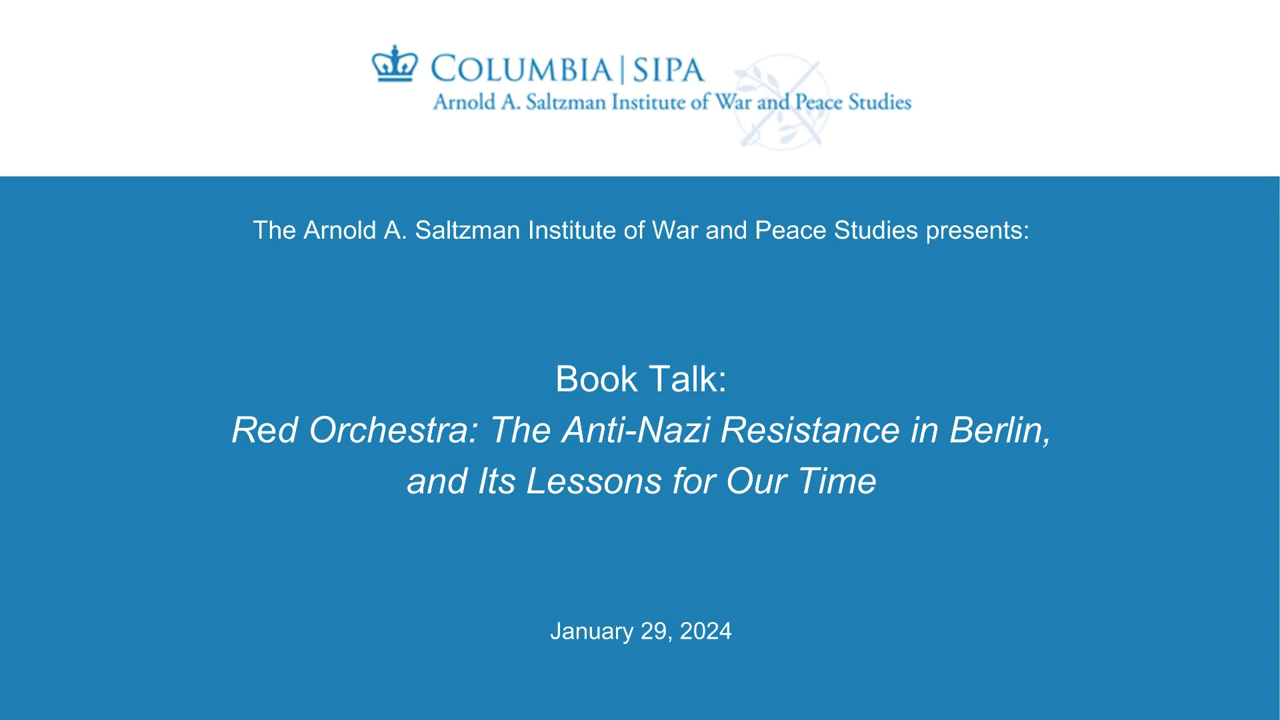 COLUMBIA | SIPA
Arnold A. Saltzman Institute of War and Peace Studies
The Arnold A. Saltzman Institute of War and Peace Studies presents:
Book Talk:
Red Orchestra: The Anti-Nazi Resistance in Berlin,
and Its Lessons for Our Time
January 29, 2024